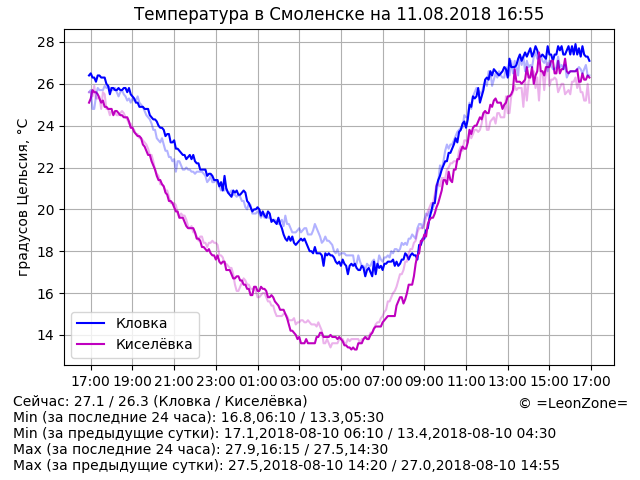 Температура в Смоленске на 11.08.2018 16:55
градусов Цельсия, °C
28
26
24
22
20
18
16
14
Кловка
Киселёвка
17:00 19:00 21:00 23:00 01:00 03:00 05:00 07:00 09:00 11:00 13:00 15:00 17:00
Сейчас: 27.1 / 26.3 (Кловка / Киселёвка)
© =LeonZone=
Min (за последние 24 часа): 16.8,06:10 / 13.3,05:30
Min (за предыдущие сутки): 17.1,2018-08-10 06:10 / 13.4,2018-08-10 04:30
Max (за последние 24 часа): 27.9,16:15 / 27.5,14:30
Max (за предыдущие сутки): 27.5,2018-08-10 14:20 / 27.0,2018-08-10 14:55